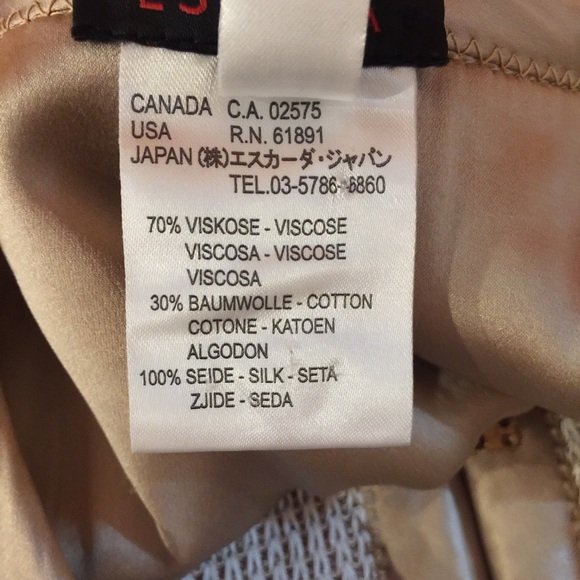 CANADA C.A. 02575
USA R.N. 61891
JAPAN (株)エスカーダ・ジャパン
TEL.03-5786-6860
70% VISKOSE - VISCOSE
VISCOSA - VISCOSE
VISCOSA
30% BAUMWOLLE - COTTON
COTONE - KATOEN
ALGODON
100% SEIDE - SILK - SETA
ZJIDE - SEDA